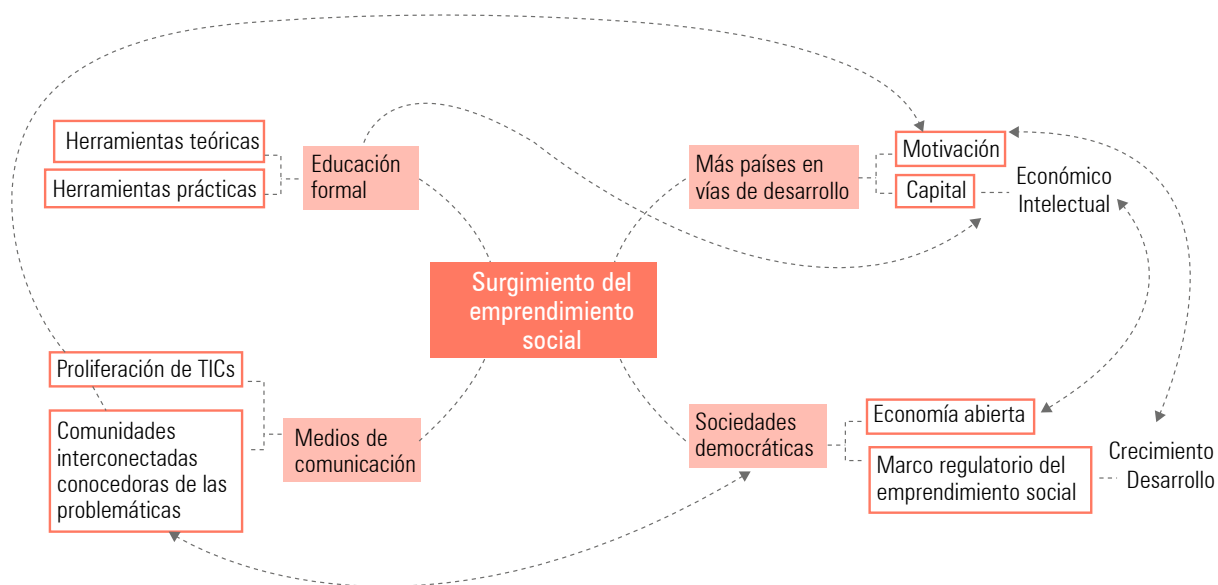 Herramientas teóricas
Herramientas prácticas
Educación
formal
Más países en
vías de desarrollo
Motivación
Capital
Económico
Intelectual
Surgimiento del
emprendimiento
social
Proliferación de TICs
Comunidades
interconectadas
conocedoras de las
problemáticas
Medios de
comunicación
Sociedades
democráticas
Economía abierta
Marco regulatorio del
emprendimiento social
Crecimiento
Desarrollo